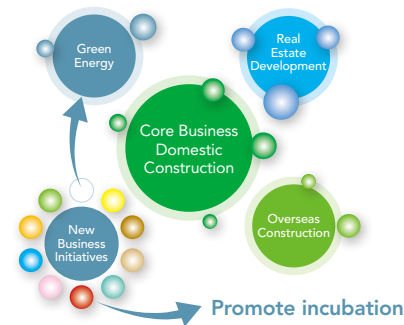 Green
Energy
Real
Estate
Development
Core Business
Domestic
Construction
Overseas
Construction
New
Business
Initiatives
Promote incubation